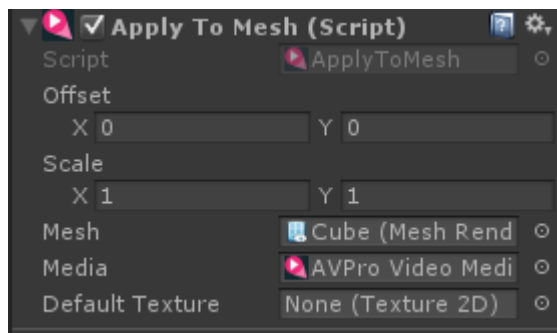 Apply To Mesh (Script)
Script ApplyToMesh
Offset
X 0 Y 0
Scale
X 1 Y 1
Mesh Cube (Mesh Rend
Media AVPro Video Medi
Default Texture None (Texture 2D)